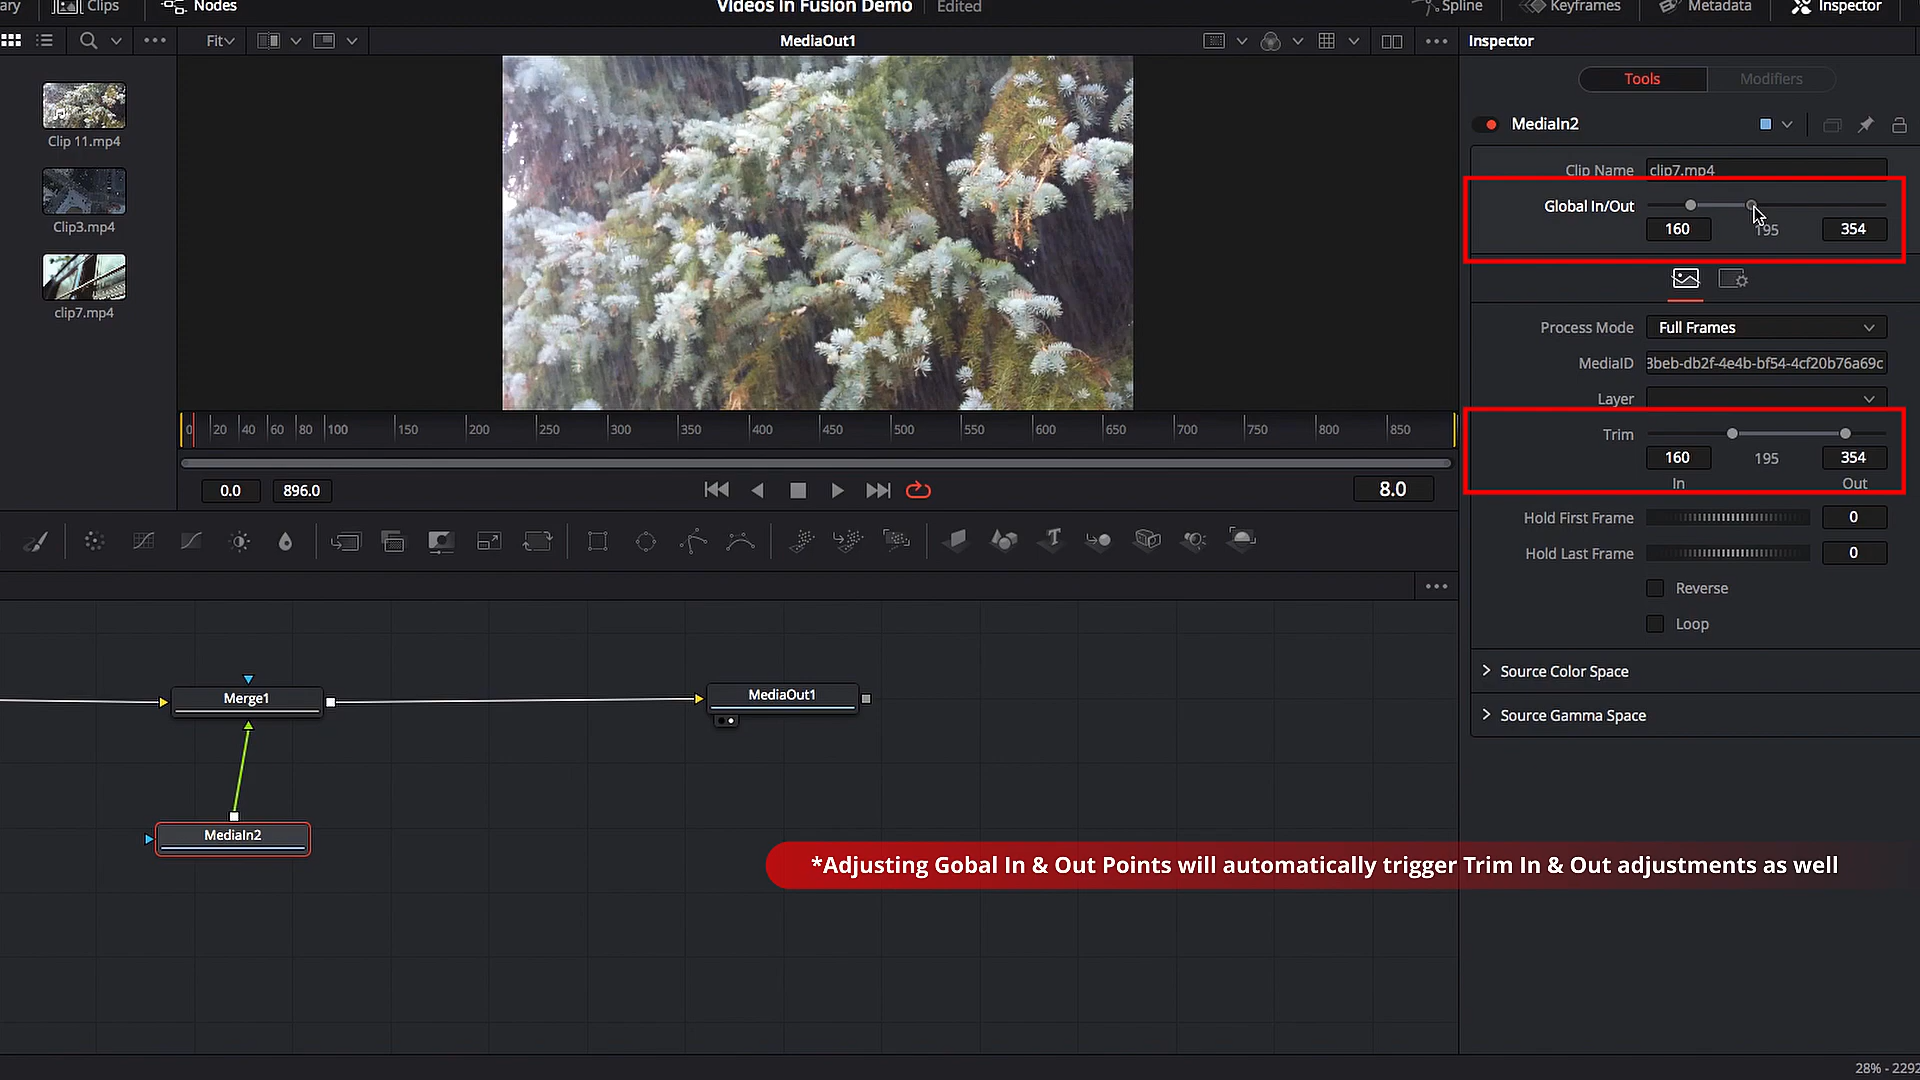 ary Clips Nodes Videos in Fusion Demo Edited Spline Keyframes Metadata Inspector
Fit MediaOut1 Inspector
Tools Modifiers
MediaIn2
Clip 11.mp4
Clip Name clip7.mp4
Global In/Out
160 195 354
Clip3.mp4
clip7.mp4
Process Mode Full Frames
MediaID 3beb-db2f-4e4b-bf54-4cf20b76a69c
Layer
0 20 40 60 80 100 150 200 250 300 350 400 450 500 550 600 650 700 750 800 850
Trim
160 195 354
In Out
0.0 896.0 8.0
Hold First Frame 0
Hold Last Frame 0
Reverse
Loop
Source Color Space
Source Gamma Space
Merge1
MediaOut1
MediaIn2
*Adjusting Gobal In & Out Points will automatically trigger Trim In & Out adjustments as well
28% - 2292